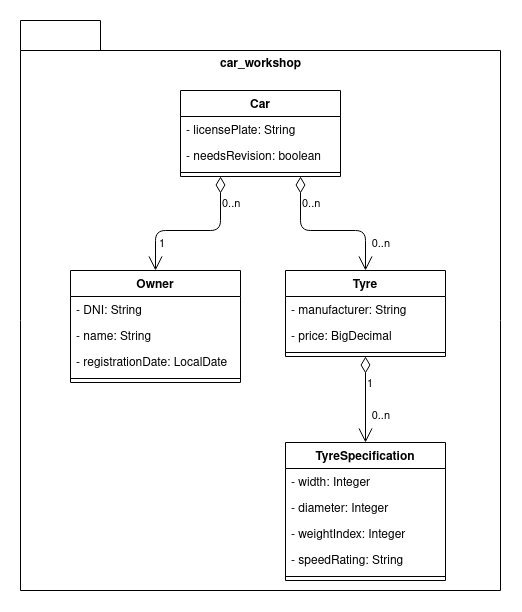 car_workshop
Car
- licensePlate: String
- needsRevision: boolean
0..n
0..n
1
0..n
Owner
- DNI: String
- name: String
- registrationDate: LocalDate
Tyre
- manufacturer: String
- price: BigDecimal
1
0..n
TyreSpecification
- width: Integer
- diameter: Integer
- weightIndex: Integer
- speedRating: String